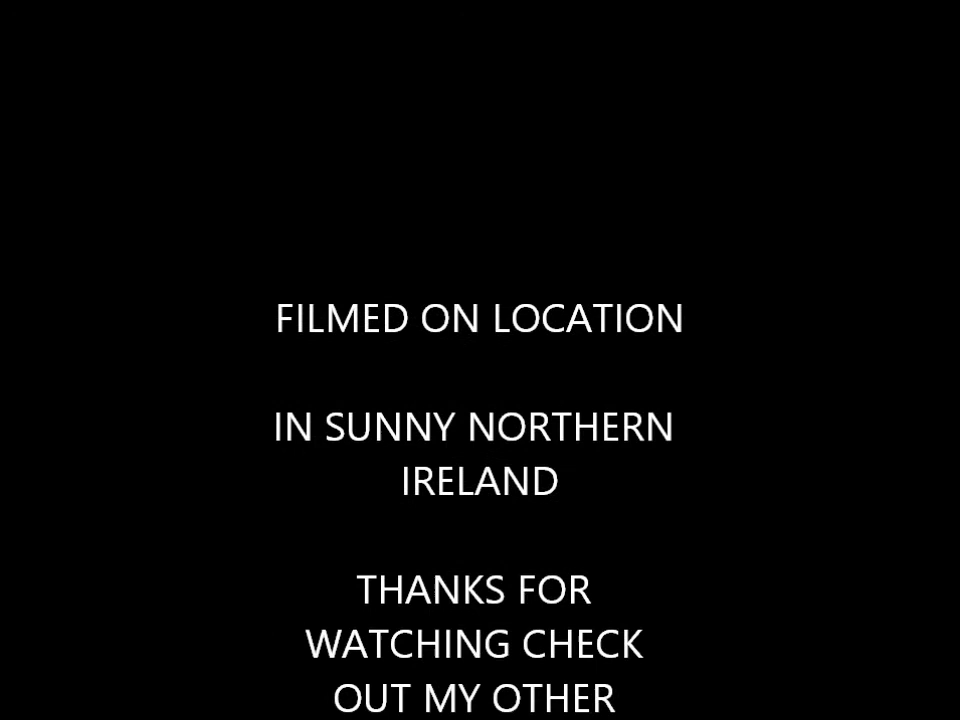 FILMED ON LOCATION
IN SUNNY NORTHERN
IRELAND
THANKS FOR
WATCHING CHECK
OUT MY OTHER